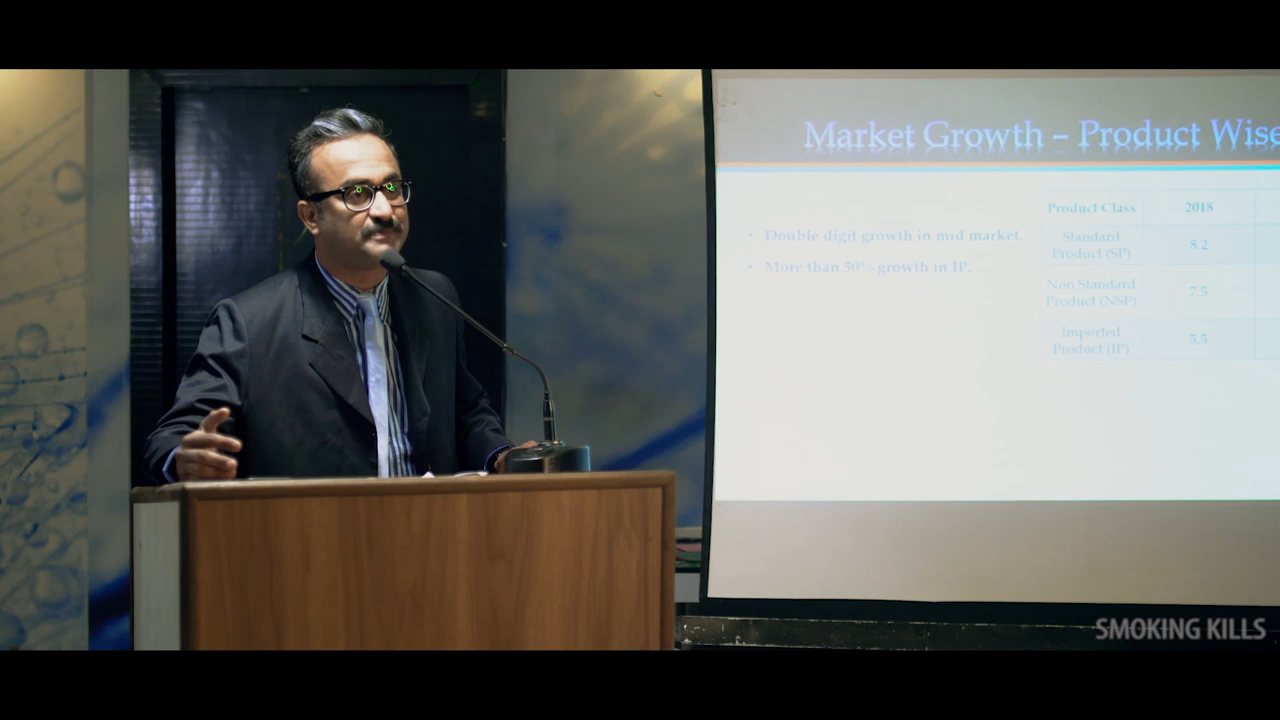 Market Growth – Product Wise
• Double digit growth in mid market.
• More than 50% growth in IP.
Product Class 2018
Standard
Product (SP) 8.2
Non Standard
Product (NSP) 7.5
Imported
Product (IP) 5.5
SMOKING KILLS